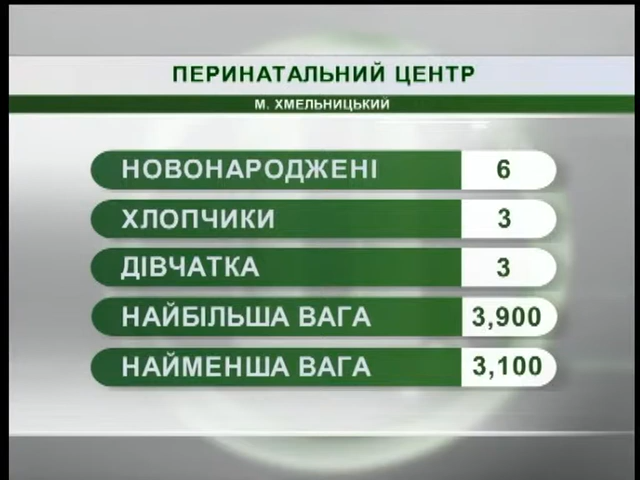 ПЕРИНАТАЛЬНИЙ ЦЕНТР
М. ХМЕЛЬНИЦЬКИЙ
НОВОНАРОДЖЕНІ 6
ХЛОПЧИКИ 3
ДІВЧАТКА 3
НАЙБІЛЬША ВАГА 3,900
НАЙМЕНША ВАГА 3,100